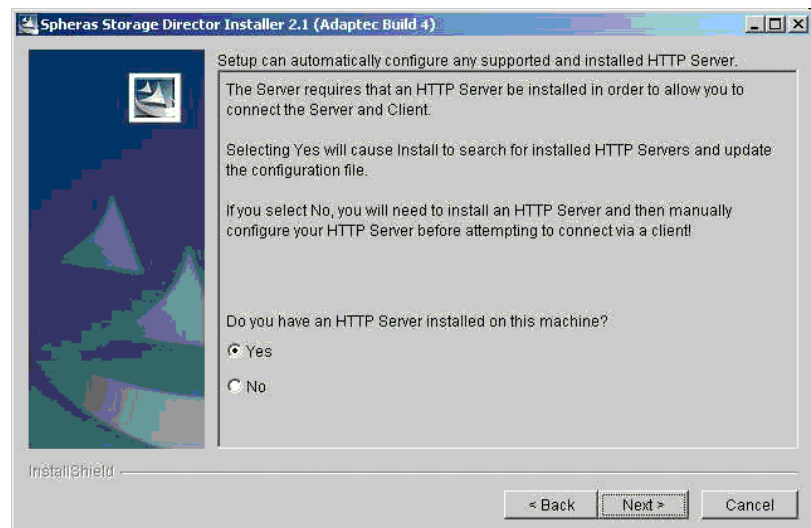 Spheras Storage Director Installer 2.1 (Adaptec Build 4)
Setup can automatically configure any supported and installed HTTP Server.
The Server requires that an HTTP Server be installed in order to allow you to
connect the Server and Client.
Selecting Yes will cause Install to search for installed HTTP Servers and update
the configuration file.
If you select No, you will need to install an HTTP Server and then manually
configure your HTTP Server before attempting to connect via a client!
Do you have an HTTP Server installed on this machine?
Yes
No
InstallShield
< Back Next > Cancel